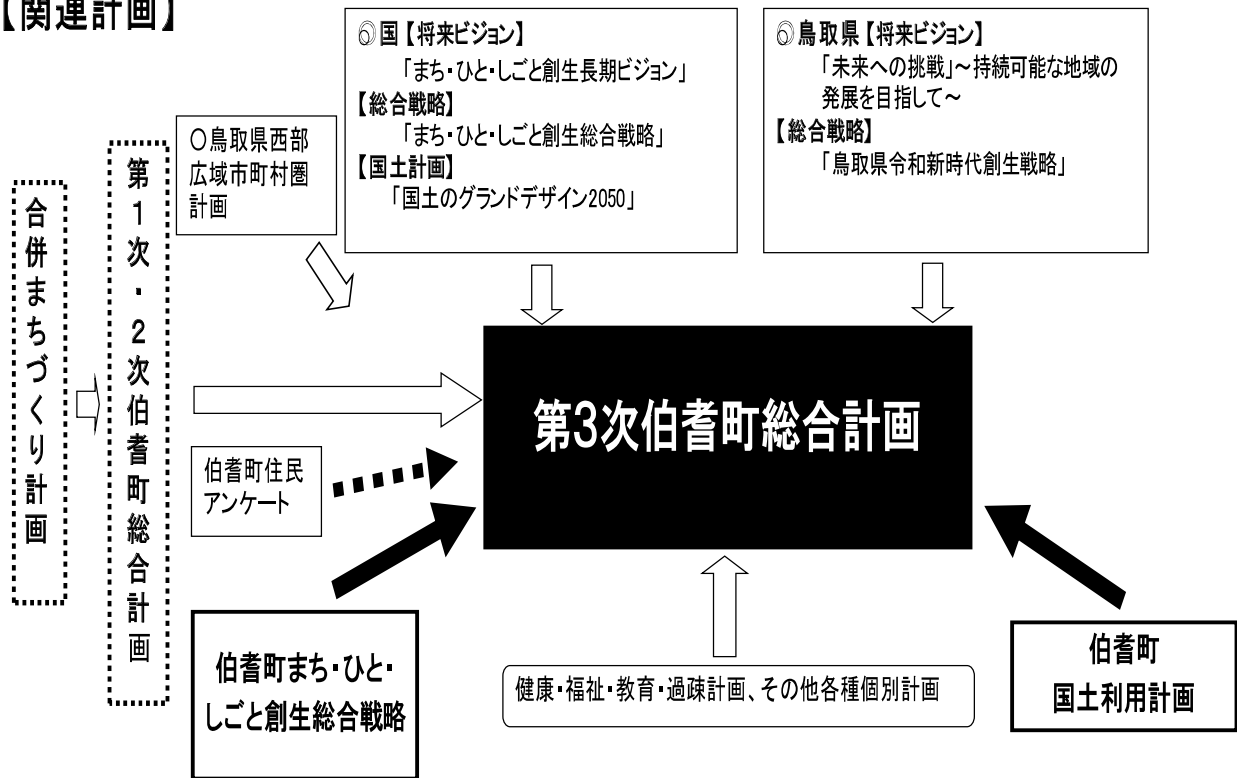 【関連計画】
◎国【将来ビジョン】
「まち・ひと・しごと創生長期ビジョン」
【総合戦略】
「まち・ひと・しごと創生総合戦略」
【国土計画】
「国土のグランドデザイン2050」
◎鳥取県【将来ビジョン】
「未来への挑戦」~持続可能な地域の
発展を目指して~
【総合戦略】
「鳥取県令和新時代創生戦略」
○鳥取県西部
広域市町村圏
計画
合併まちづくり計画
第1次・2次伯耆町総合計画
第3次伯耆町総合計画
伯耆町住民
アンケート
伯耆町まち・ひと・
しごと創生総合戦略
健康・福祉・教育・過疎計画、その他各種個別計画
伯耆町
国土利用計画